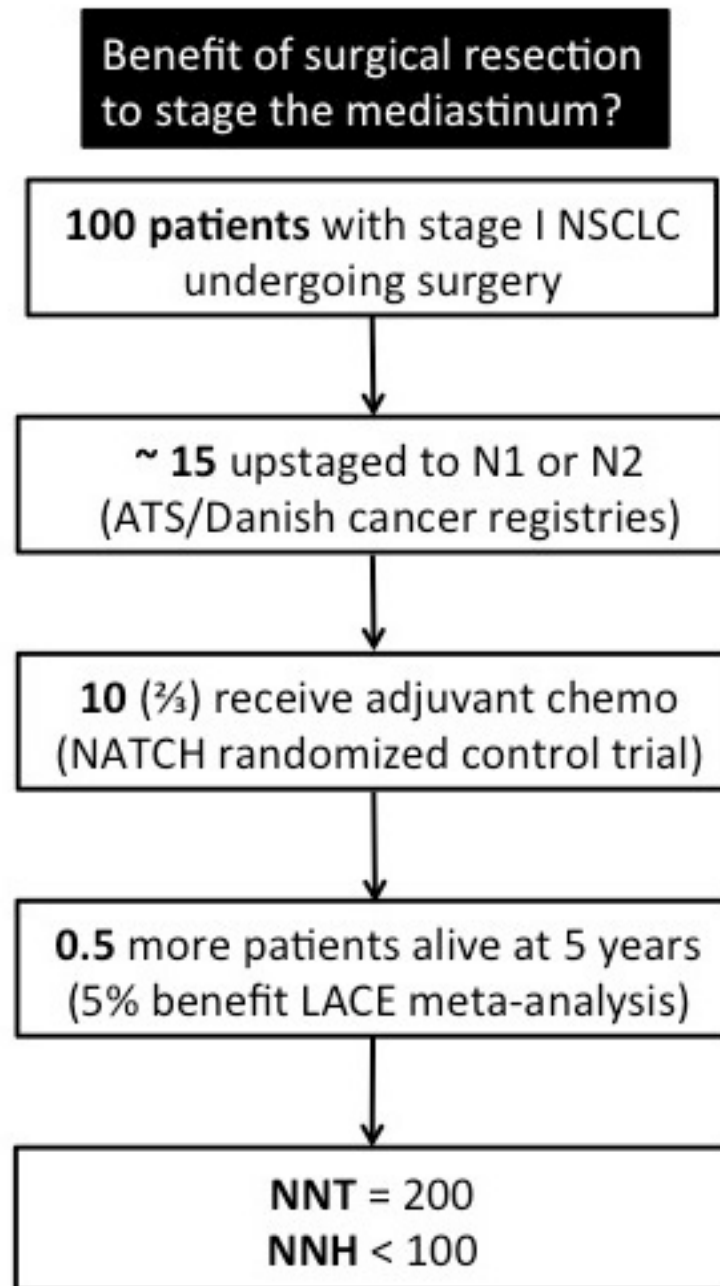 Benefit of surgical resection
to stage the mediastinum?
100 patients with stage I NSCLC
undergoing surgery
~ 15 upstaged to N1 or N2
(ATS/Danish cancer registries)
10 (⅔) receive adjuvant chemo
(NATCH randomized control trial)
0.5 more patients alive at 5 years
(5% benefit LACE meta-analysis)
NNT = 200
NNH < 100